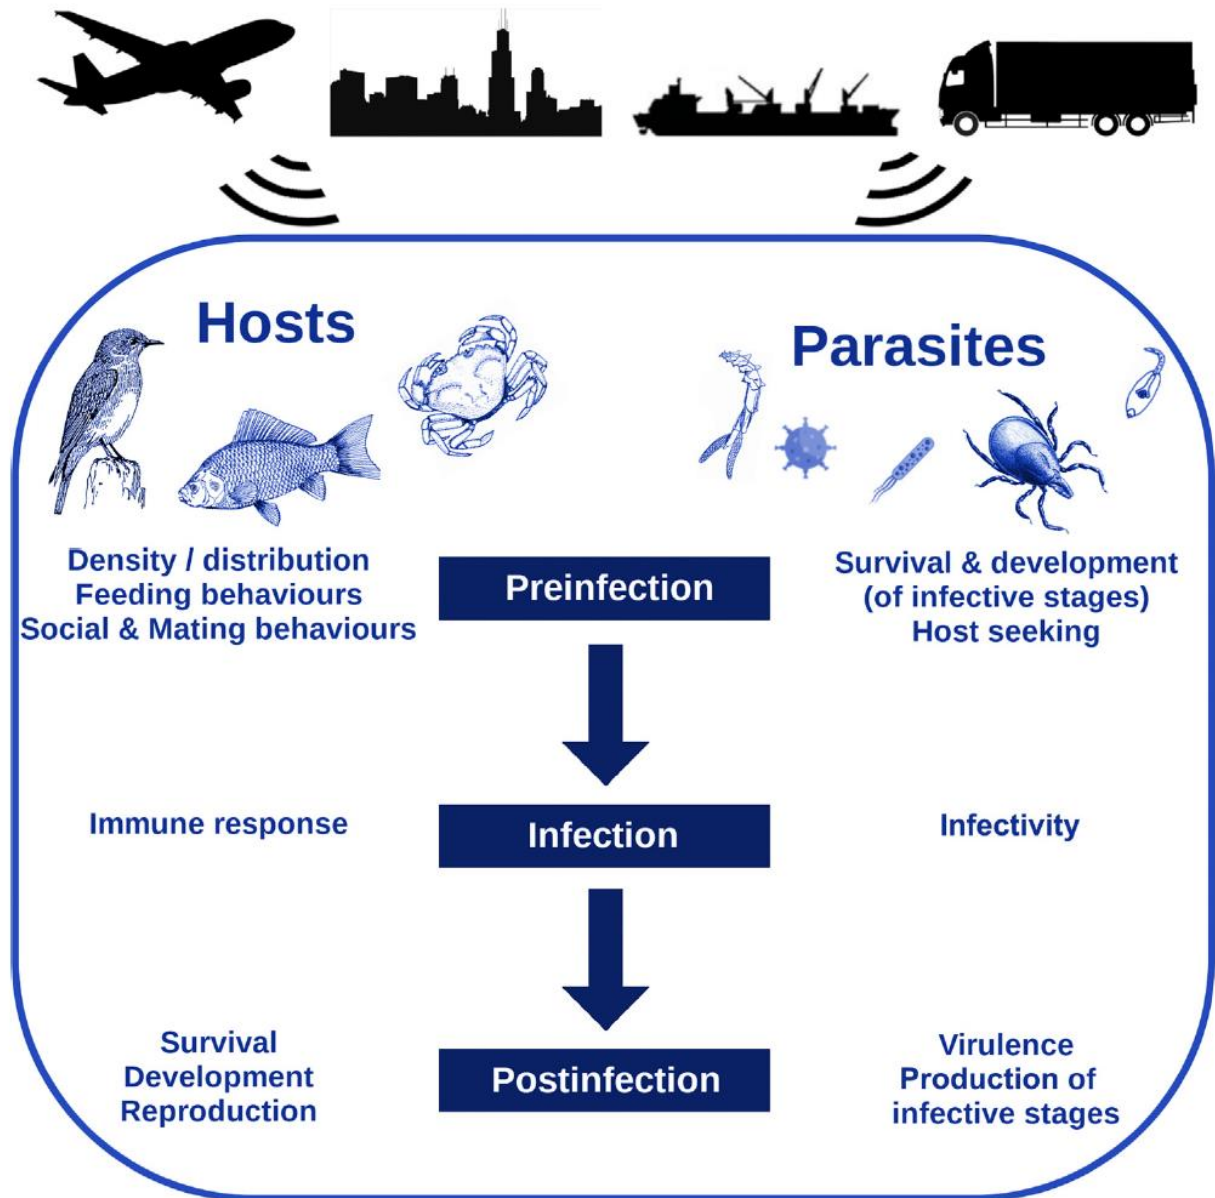 Hosts
Parasites
Density / distribution
Feeding behaviours
Social & Mating behaviours
Preinfection
Survival & development
(of infective stages)
Host seeking
Immune response
Infection
Infectivity
Survival
Development
Reproduction
Postinfection
Virulence
Production of
infective stages